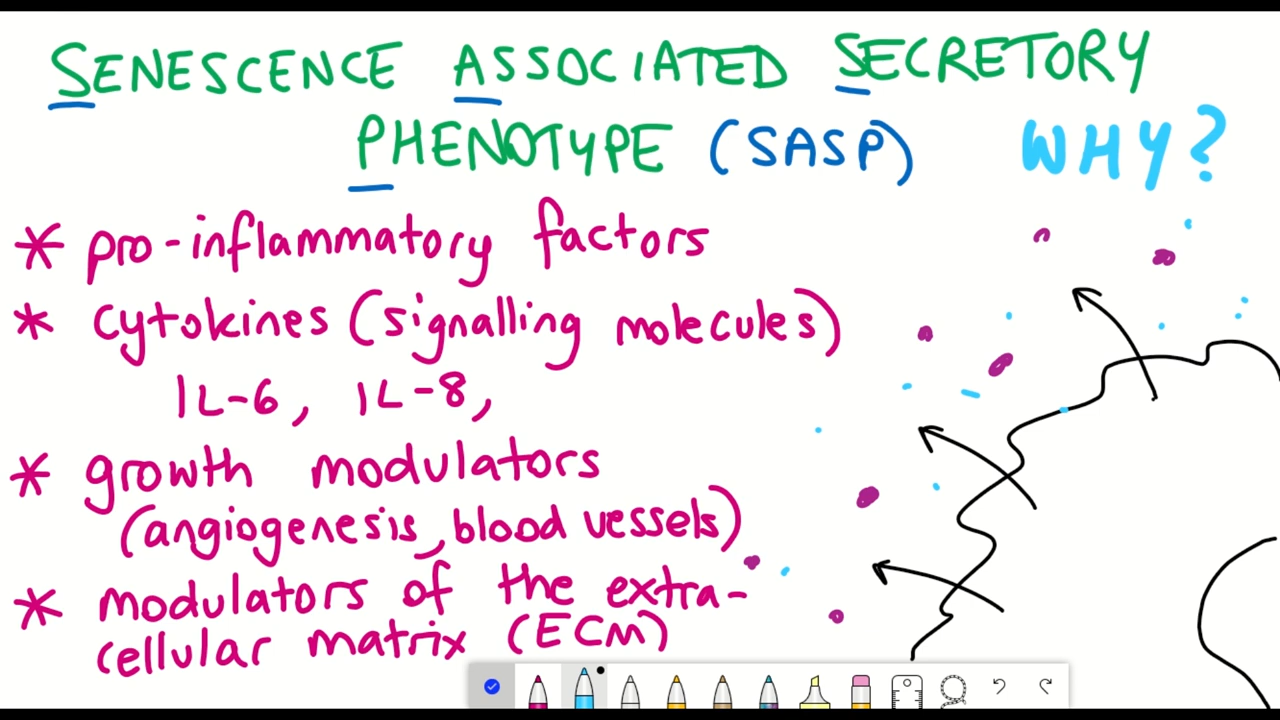 SENESCENCE ASSOCIATED SECRETORY
PHENOTYPE (SASP) WHY?
* pro-inflammatory factors
* cytokines (signalling molecules)
IL-6, IL-8,
* growth modulators
(angiogenesis, blood vessels)
* modulators of the extra-
cellular matrix (ECM)